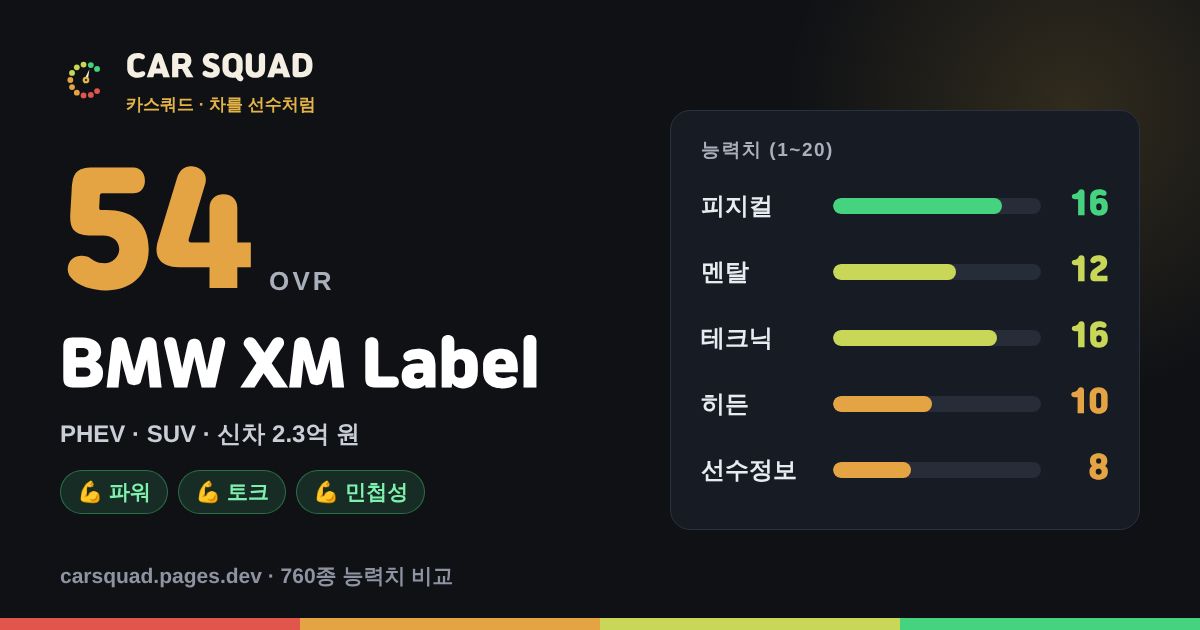 CAR SQUAD
카스쿼드 · 차를 선수처럼
54 OVR
BMW XM Label
PHEV · SUV · 신차 2.3억 원
💪 파워 💪 토크 💪 민첩성
carsquad.pages.dev · 760종 능력치 비교
능력치 (1~20)
피지컬 16
멘탈 12
테크닉 16
히든 10
선수정보 8